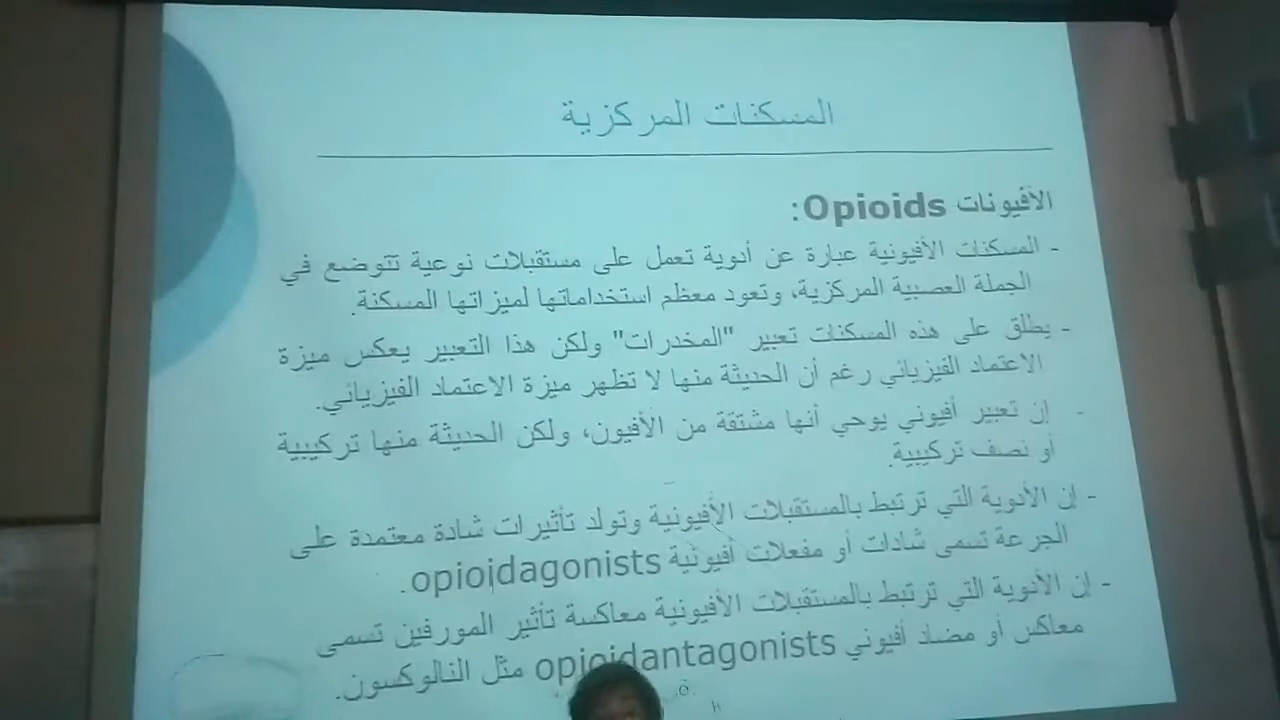 المسكنات المركزية
الأفيونات Opioids:
- المسكنات الأفيونية عبارة عن أدوية تعمل على مستقبلات نوعية تتوضع في
الجملة العصبية المركزية، وتعود معظم استخداماتها لميزاتها المسكنة.
- يطلق على هذه المسكنات تعبير "المخدرات" ولكن هذا التعبير يعكس ميزة
الاعتماد الفيزيائي رغم أن الحديثة منها لا تظهر ميزة الاعتماد الفيزيائي.
- إن تعبير أفيوني يوحي أنها مشتقة من الأفيون، ولكن الحديثة منها تركيبية
أو نصف تركيبية.
- إن الأدوية التي ترتبط بالمستقبلات الأفيونية وتولد تأثيرات شادة معتمدة على
الجرعة تسمى شادات أو مفعلات أفيونية opioidagonists.
- إن الأدوية التي ترتبط بالمستقبلات الأفيونية معاكسة تأثير المورفين تسمى
معاكس أو مضاد أفيوني opioidantagonists مثل النالوكسون.